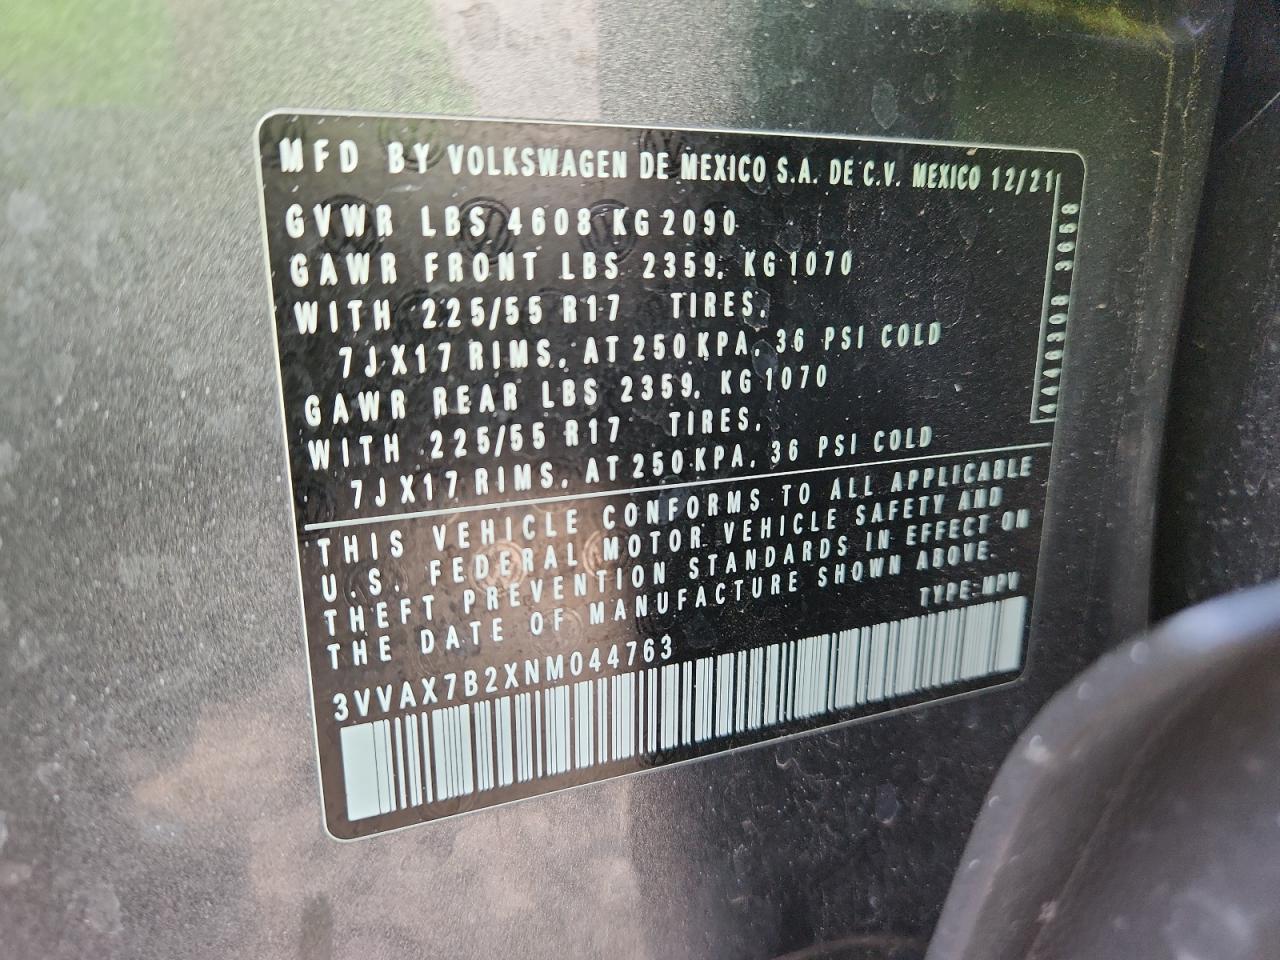 MFD BY VOLKSWAGEN DE MEXICO S.A. DE C.V. MEXICO 12/21
GVWR LBS 4608 KG 2090
GAWR FRONT LBS 2359, KG 1070
WITH 225/55 R17 TIRES,
7JX17 RIMS, AT 250 KPA, 36 PSI COLD
GAWR REAR LBS 2359, KG 1070
WITH 225/55 R17 TIRES,
7JX17 RIMS, AT 250 KPA, 36 PSI COLD
THIS VEHICLE CONFORMS TO ALL APPLICABLE
U.S. FEDERAL MOTOR VEHICLE SAFETY AND
THEFT PREVENTION STANDARDS IN EFFECT ON
THE DATE OF MANUFACTURE SHOWN ABOVE.
TYPE:MPV
3VVAX7B2XNM044763